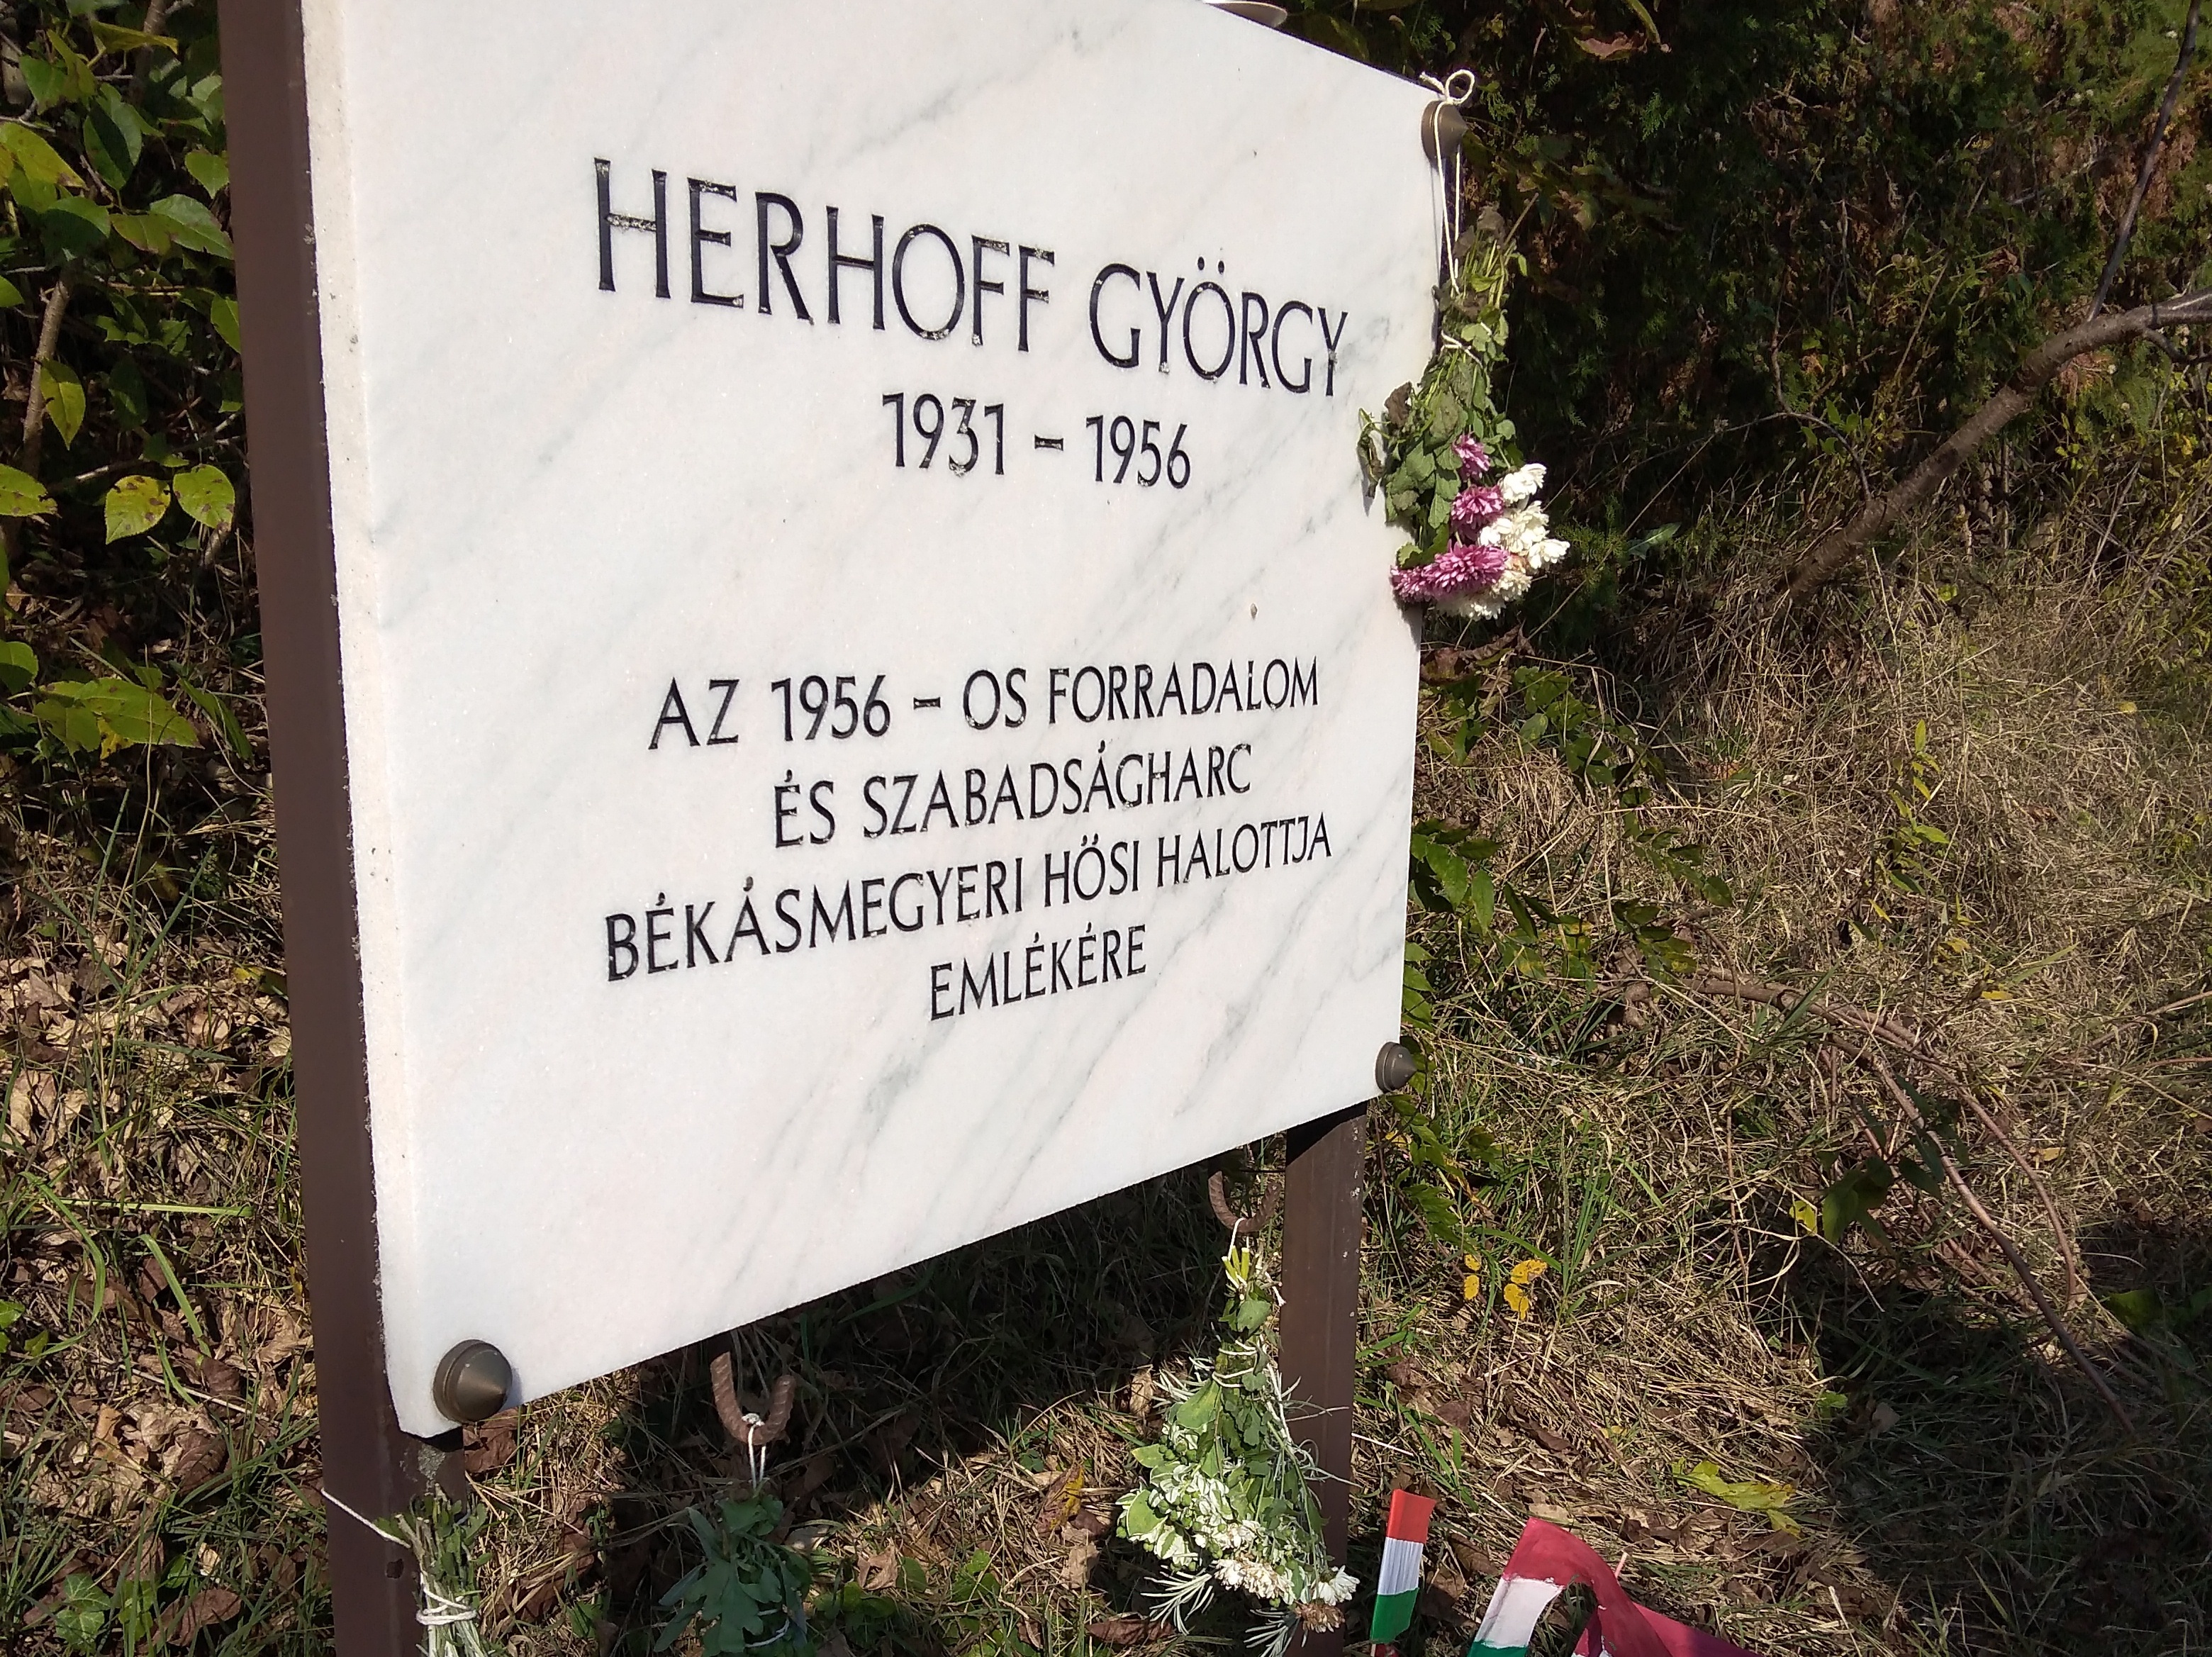 HERHOFF GYÖRGY
1931 - 1956
AZ 1956 - OS FORRADALOM
ÉS SZABADSÁGHARC
BÉKÁSMEGYERI HŐSI HALOTTJA
EMLÉKÉRE